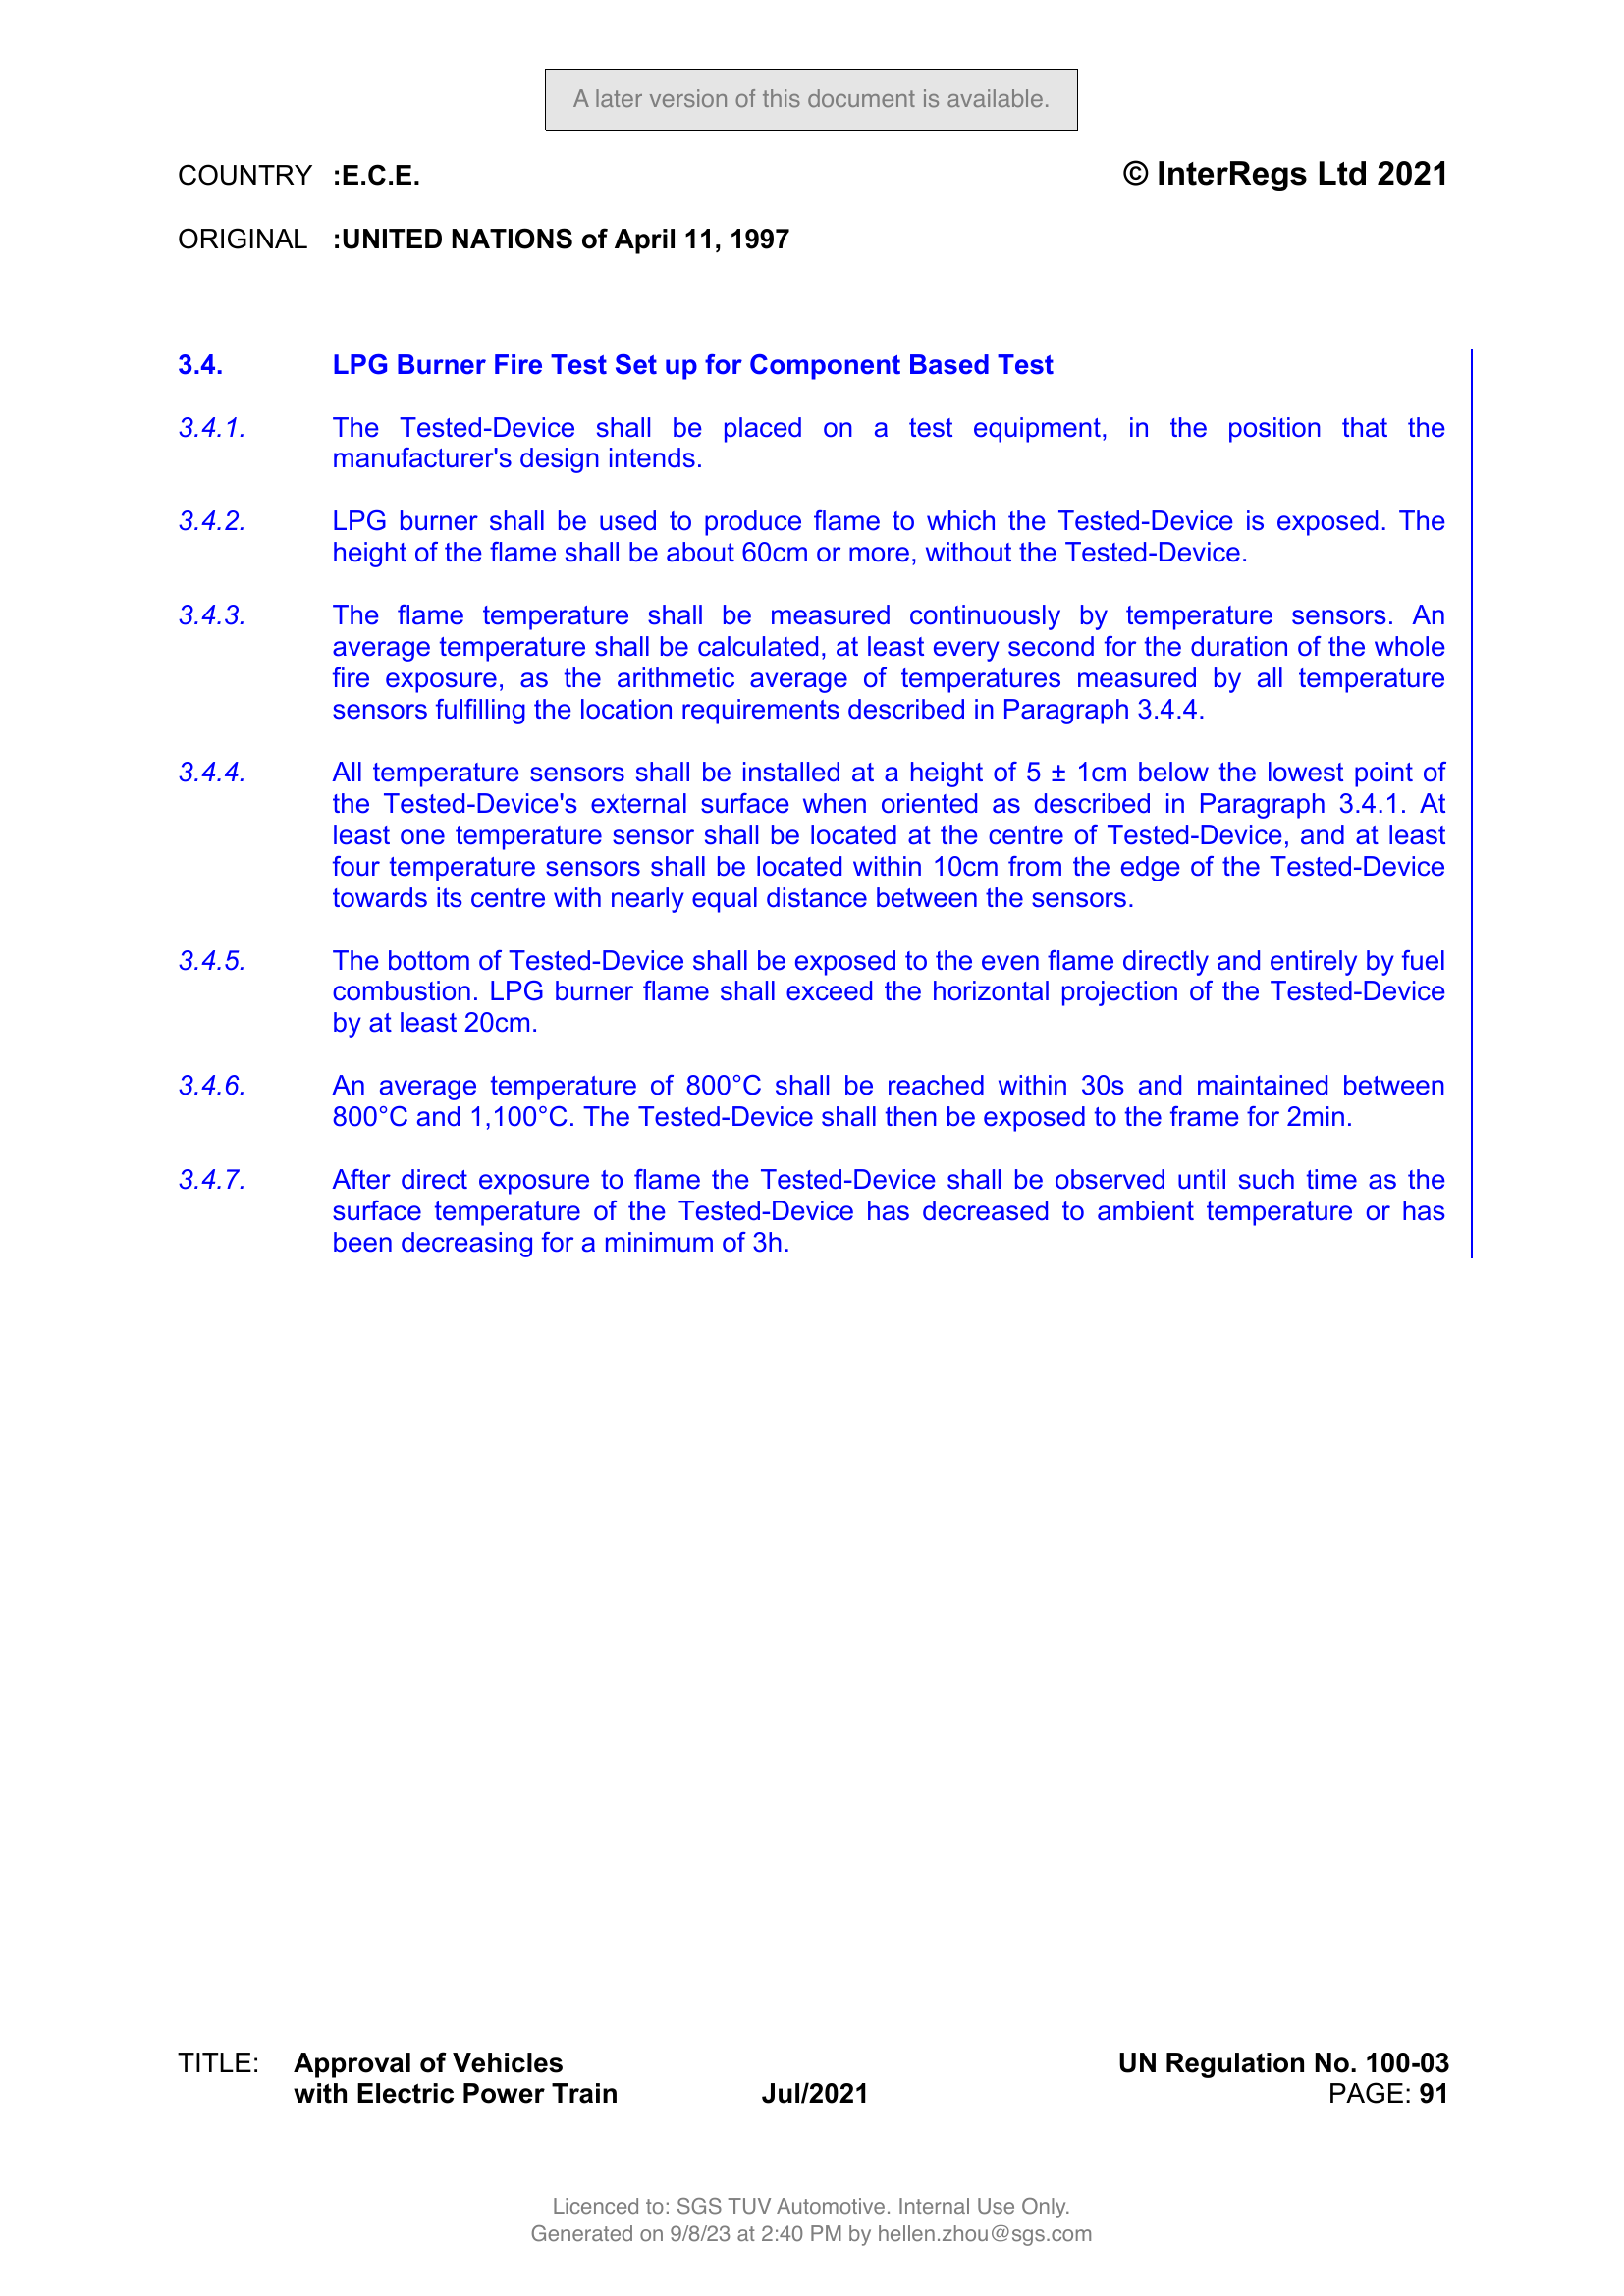 A later version of this document is available.
COUNTRY :E.C.E. © InterRegs Ltd 2021
ORIGINAL :UNITED NATIONS of April 11, 1997
3.4. LPG Burner Fire Test Set up for Component Based Test
3.4.1. The Tested-Device shall be placed on a test equipment, in the position that the
manufacturer's design intends.
3.4.2. LPG burner shall be used to produce flame to which the Tested-Device is exposed. The
height of the flame shall be about 60cm or more, without the Tested-Device.
3.4.3. The flame temperature shall be measured continuously by temperature sensors. An
average temperature shall be calculated, at least every second for the duration of the whole
fire exposure, as the arithmetic average of temperatures measured by all temperature
sensors fulfilling the location requirements described in Paragraph 3.4.4.
3.4.4. All temperature sensors shall be installed at a height of 5 ± 1cm below the lowest point of
the Tested-Device's external surface when oriented as described in Paragraph 3.4.1. At
least one temperature sensor shall be located at the centre of Tested-Device, and at least
four temperature sensors shall be located within 10cm from the edge of the Tested-Device
towards its centre with nearly equal distance between the sensors.
3.4.5. The bottom of Tested-Device shall be exposed to the even flame directly and entirely by fuel
combustion. LPG burner flame shall exceed the horizontal projection of the Tested-Device
by at least 20cm.
3.4.6. An average temperature of 800°C shall be reached within 30s and maintained between
800°C and 1,100°C. The Tested-Device shall then be exposed to the frame for 2min.
3.4.7. After direct exposure to flame the Tested-Device shall be observed until such time as the
surface temperature of the Tested-Device has decreased to ambient temperature or has
been decreasing for a minimum of 3h.
TITLE: Approval of Vehicles UN Regulation No. 100-03
with Electric Power Train Jul/2021 PAGE: 91
Licenced to: SGS TUV Automotive. Internal Use Only.
Generated on 9/8/23 at 2:40 PM by hellen.zhou@sgs.com